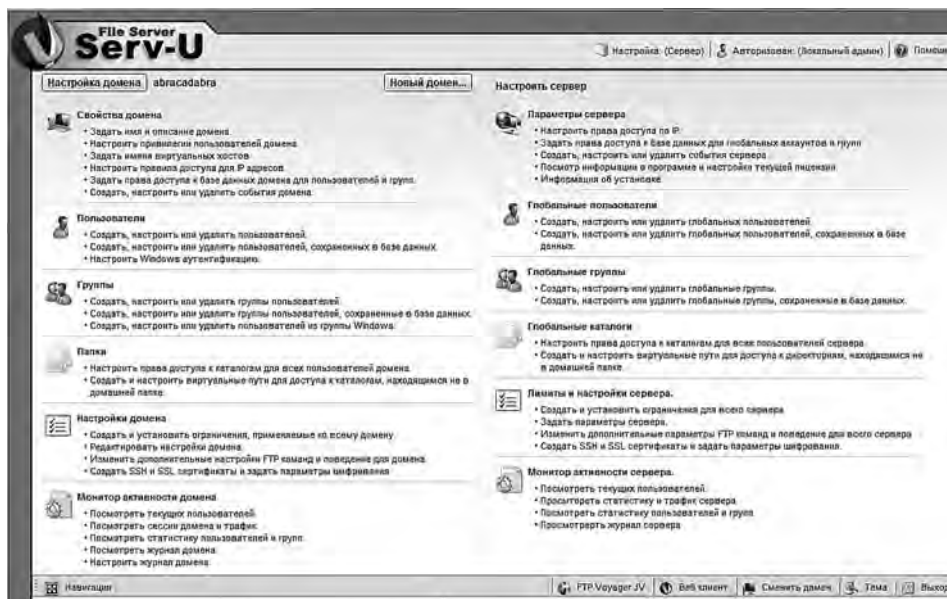 File Server
Serv-U
Настройка: (Сервер)
Авторизован: (Локальный админ)
Настройка домена
abracadabra
Новый домен...
Свойства домена
• Задать имя и описание домена.
• Настроить привилегии пользователей домена.
• Задать имена виртуальных хостов.
• Настроить правила доступа для IP адресов.
• Задать права доступа к базе данных домена для пользователей и групп.
• Создать, настроить или удалить события домена.
Пользователи
• Создать, настроить или удалить пользователей.
• Создать, настроить или удалить пользователей, сохраненных в базе данных.
• Настроить Windows аутентификацию.
Группы
• Создать, настроить или удалить группы пользователей.
• Создать, настроить или удалить группы пользователей, сохраненные в базе данных.
• Создать, настроить или удалить пользователей из группы Windows.
Папки
• Настроить права доступа к каталогам для всех пользователей домена.
• Создать и настроить виртуальные пути для доступа к каталогам, находящимся не в
домашней папке.
Настройки домена
• Создать и установить ограничения, применяемые ко всему домену.
• Редактировать настройки домена.
• Изменить дополнительные настройки FTP команд и поведение для домена.
• Создать SSH и SSL сертификаты и задать параметры шифрования.
Монитор активности домена
• Посмотреть текущих пользователей.
• Посмотреть сессии домена и трафик.
• Посмотреть статистику пользователей и групп.
• Посмотреть журнал домена.
• Настроить журнал домена.
Настроить сервер
Параметры сервера
• Настроить права доступа по IP.
• Задать права доступа к базе данных для глобальных аккаунтов и групп.
• Создать, настроить или удалить события сервера.
• Посмотр информации в программе и настройке текущей лицензии.
• Информация об установке.
Глобальные пользователи
• Создать, настроить или удалить глобальных пользователей.
• Создать, настроить или удалить глобальных пользователей, сохраненных в базе
данных.
Глобальные группы
• Создать, настроить или удалить глобальные группы.
• Создать, настроить или удалить глобальные группы, сохраненные в базе данных.
Глобальные каталоги
• Настроить права доступа к каталогам для всех пользователей сервера.
• Создать и настроить виртуальные пути для доступа к директориям, находящимся не
в домашней папке.
Лимиты и настройки сервера.
• Создать и установить ограничения для всего сервера.
• Задать параметры сервера.
• Изменить дополнительные параметры FTP команд и поведение для всего сервера.
• Создать SSH и SSL сертификаты и задать параметры шифрования.
Монитор активности сервера.
• Посмотреть текущих пользователей.
• Просмтореть статистику и трафик сервера.
• Посмотреть статистику пользователей и групп.
• Просмотрерть журнал сервера.
Навигация
FTP Voyager JV
Веб клиент
Сменить домен
Тема
Выход